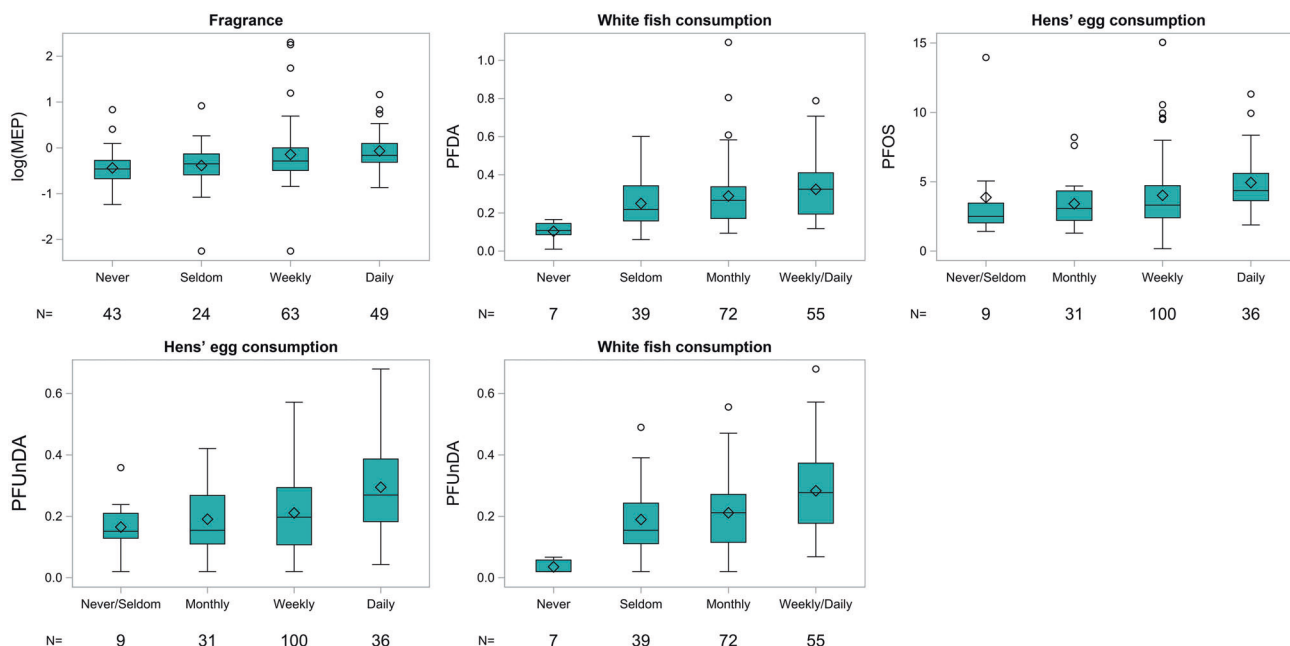 Fragrance
log(MEP)
2
1
-0
-1
-2
Never Seldom Weekly Daily
N= 43 24 63 49
White fish consumption
PFDA
1.0
0.8
0.6
0.4
0.2
0.0
Never Seldom Monthly Weekly/Daily
7 39 72 55
Hens' egg consumption
PFOS
15
10
5
0
Never/Seldom Monthly Weekly Daily
9 31 100 36
Hens' egg consumption
PFUnDA
0.6
0.4
0.2
0.0
Never/Seldom Monthly Weekly Daily
N= 9 31 100 36
White fish consumption
PFUnDA
0.6
0.4
0.2
0.0
Never Seldom Monthly Weekly/Daily
N= 7 39 72 55